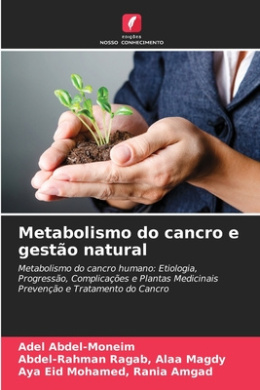 edições
NOSSO CONHECIMENTO
Metabolismo do cancro e
gestão natural
Metabolismo do cancro humano: Etiologia,
Progressão, Complicações e Plantas Medicinais
Prevenção e Tratamento do Cancro
Adel Abdel-Moneim
Abdel-Rahman Ragab, Alaa Magdy
Aya Eid Mohamed, Rania Amgad